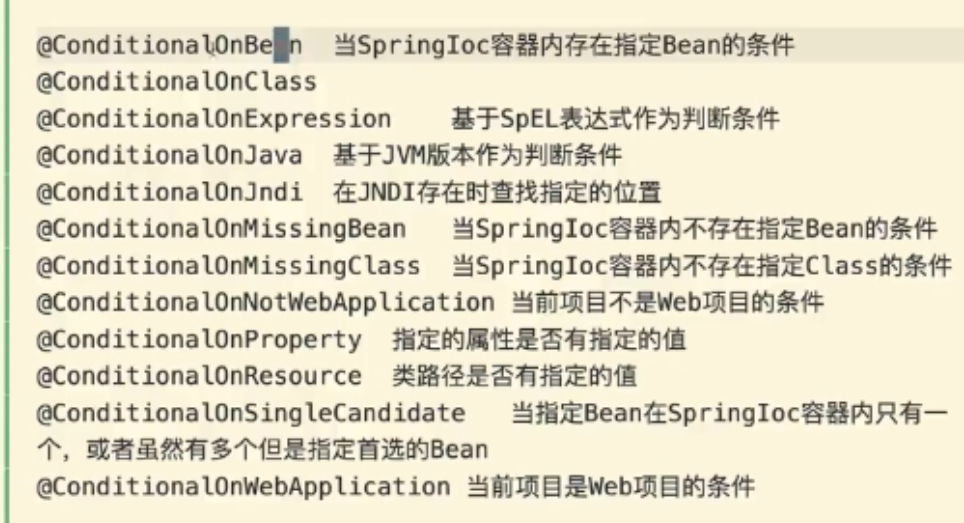 @ConditionalOnBean 当SpringIoc容器内存在指定Bean的条件
@ConditionalOnClass
@ConditionalOnExpression 基于SpEL表达式作为判断条件
@ConditionalOnJava 基于JVM版本作为判断条件
@ConditionalOnJndi 在JNDI存在时查找指定的位置
@ConditionalOnMissingBean 当SpringIoc容器内不存在指定Bean的条件
@ConditionalOnMissingClass 当SpringIoc容器内不存在指定Class的条件
@ConditionalOnNotWebApplication 当前项目不是Web项目的条件
@ConditionalOnProperty 指定的属性是否有指定的值
@ConditionalOnResource 类路径是否有指定的值
@ConditionalOnSingleCandidate 当指定Bean在SpringIoc容器内只有一
个，或者虽然有多个但是指定首选的Bean
@ConditionalOnWebApplication 当前项目是Web项目的条件